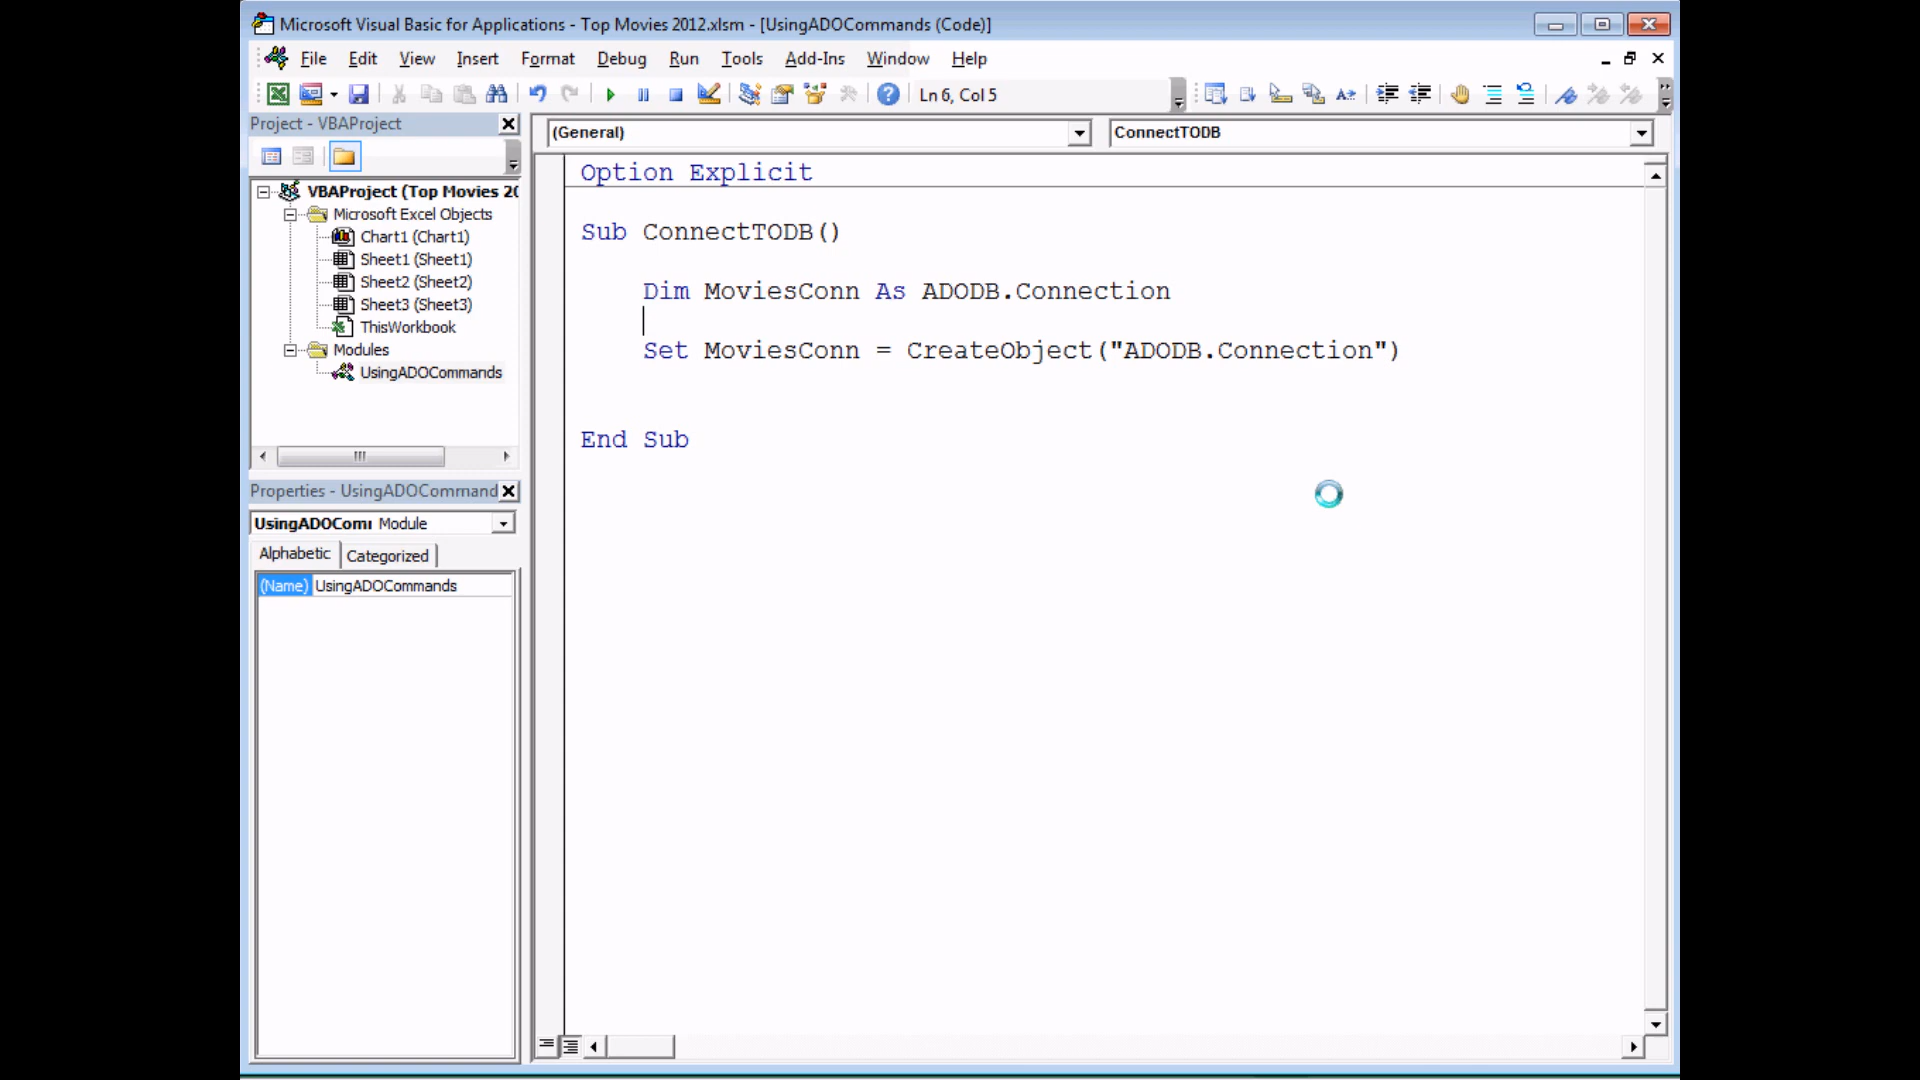 Microsoft Visual Basic for Applications - Top Movies 2012.xlsm - [UsingADOCommands (Code)]
File Edit View Insert Format Debug Run Tools Add-Ins Window Help
Ln 6, Col 5
Project - VBAProject
(General)
ConnectTODB
VBAProject (Top Movies 20
Microsoft Excel Objects
Chart1 (Chart1)
Sheet1 (Sheet1)
Sheet2 (Sheet2)
Sheet3 (Sheet3)
ThisWorkbook
Modules
UsingADOCommands
Properties - UsingADOCommand
UsingADOComm Module
Alphabetic Categorized
(Name) UsingADOCommands
Option Explicit
Sub ConnectTODB()
Dim MoviesConn As ADODB.Connection
Set MoviesConn = CreateObject("ADODB.Connection")
End Sub